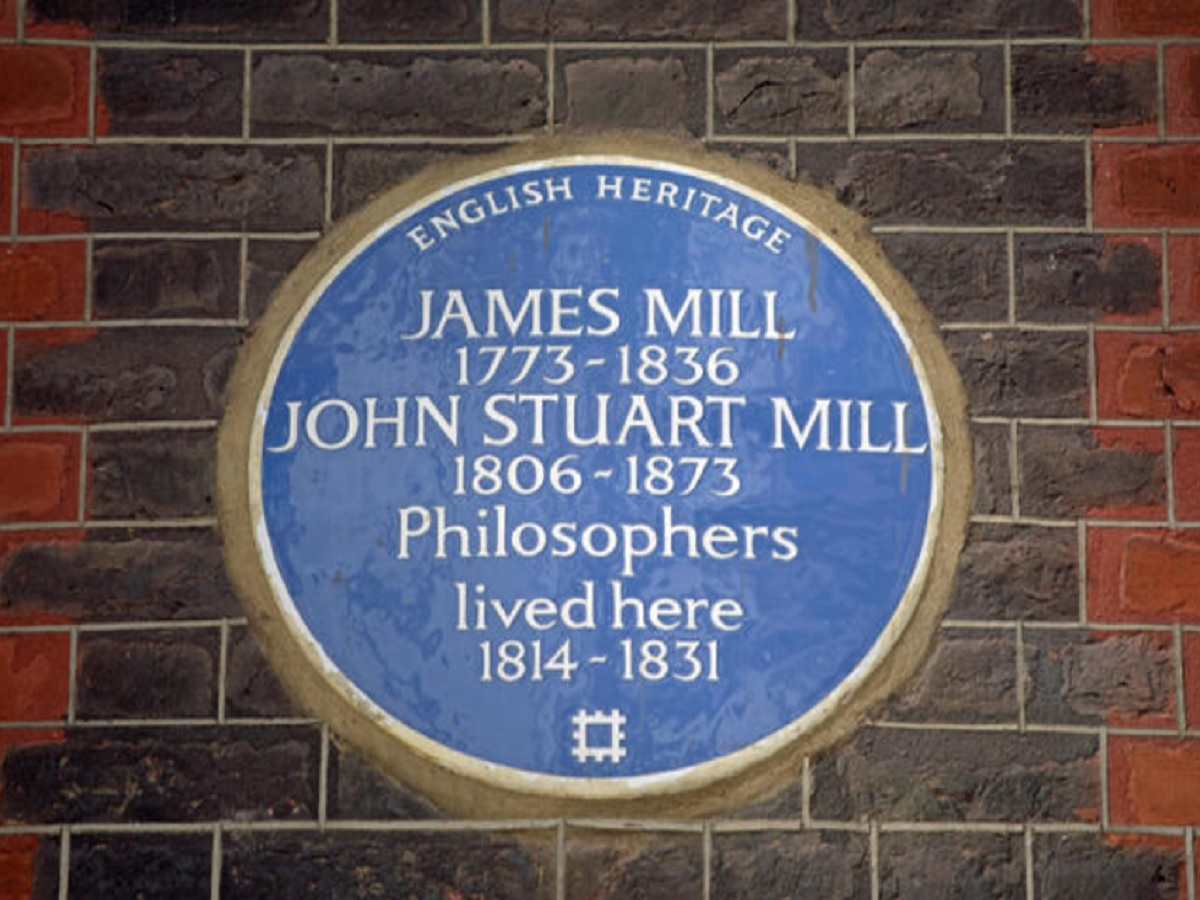 ENGLISH HERITAGE
JAMES MILL
1773-1836
JOHN STUART MILL
1806-1873
Philosophers
lived here
1814-1831